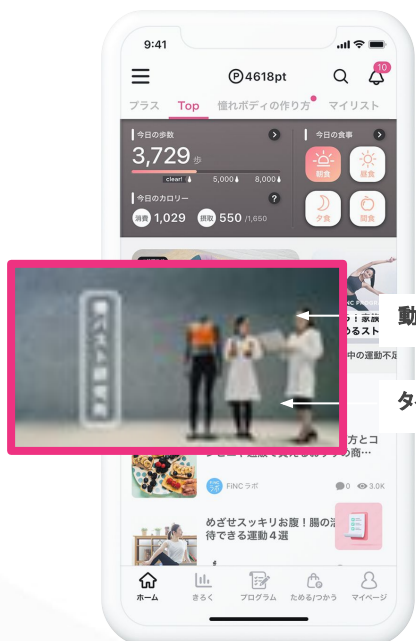 9:41
Ⓟ4618pt
10
プラス Top 憧れボディの作り方 マイリスト
今日の歩数
3,729 歩
clear! 5,000 8,000
今日のカロリー
消費 1,029 摂取 550 /1,650
今日の食事
朝食 昼食
夕食 間食
動
タ
中の運動不足
方とコ
FiNC ラボ 0 3.0K
めざせスッキリお腹！腸の活
待できる運動4選
ホーム きろく プログラム ためる/つかう マイページ